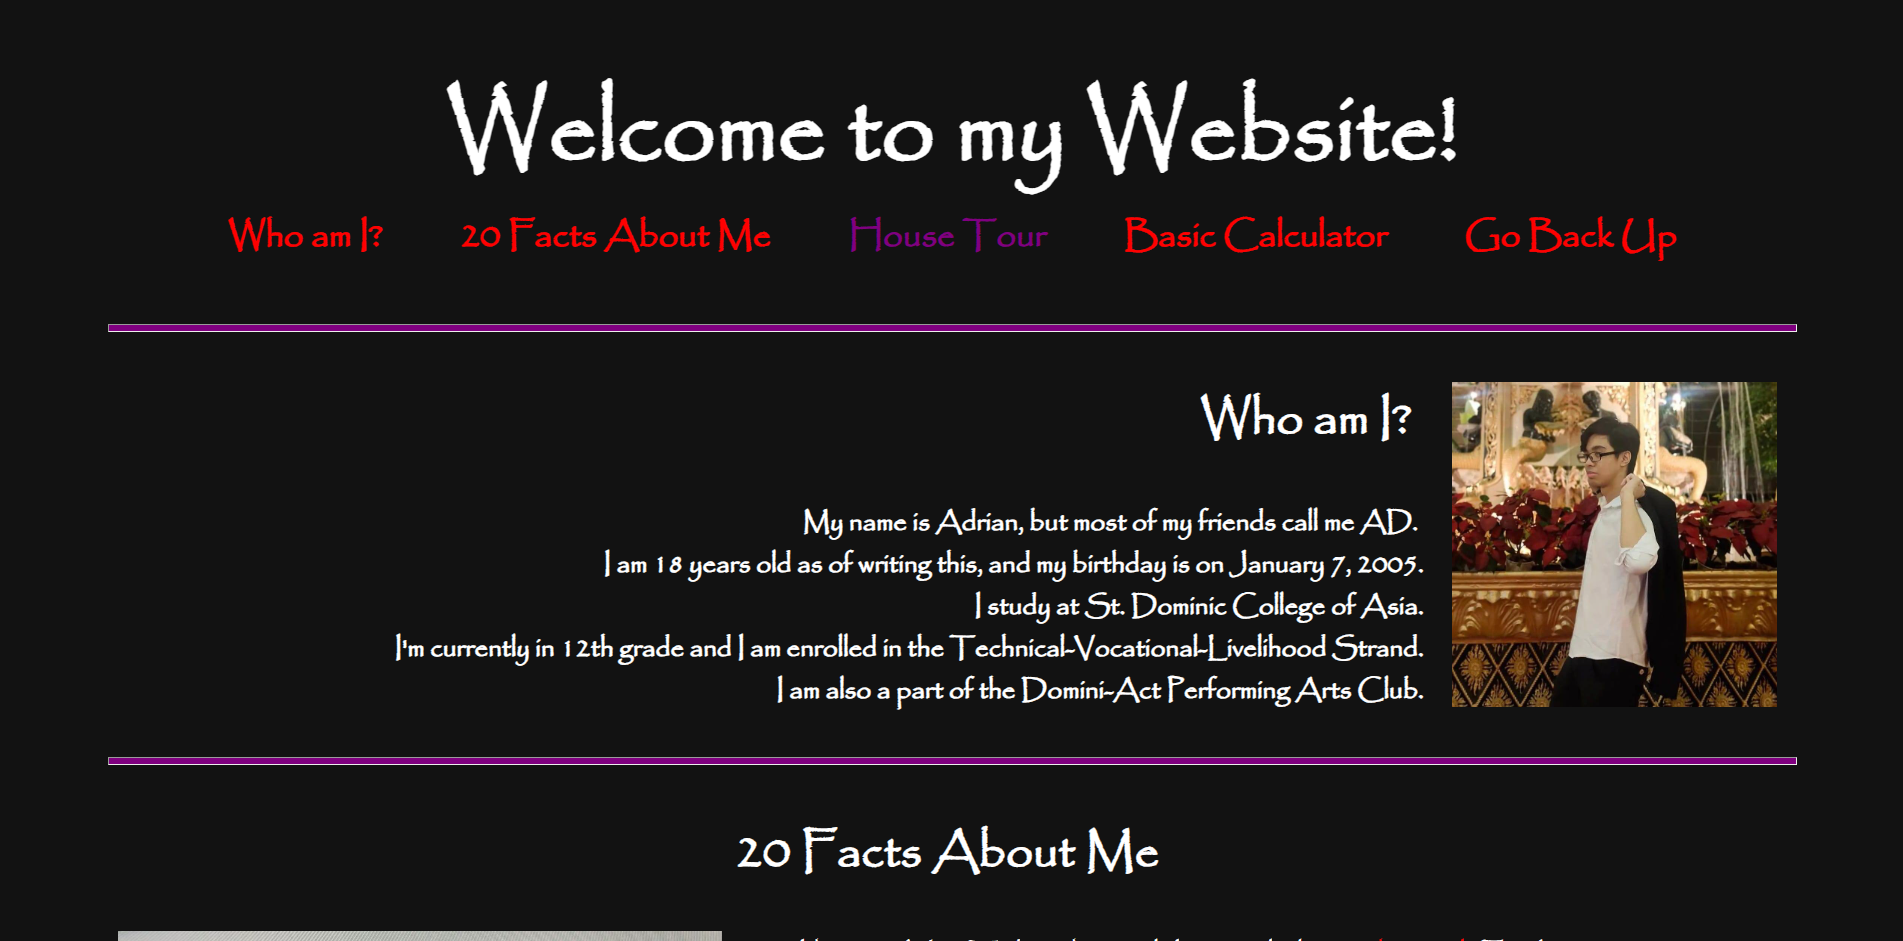 Welcome to my Website!
Who am I? 20 Facts About Me House Tour Basic Calculator Go Back Up
Who am I?
My name is Adrian, but most of my friends call me AD.
I am 18 years old as of writing this, and my birthday is on January 7, 2005.
I study at St. Dominic College of Asia.
I'm currently in 12th grade and I am enrolled in the Technical-Vocational-Livelihood Strand.
I am also a part of the Domini-Act Performing Arts Club.
20 Facts About Me